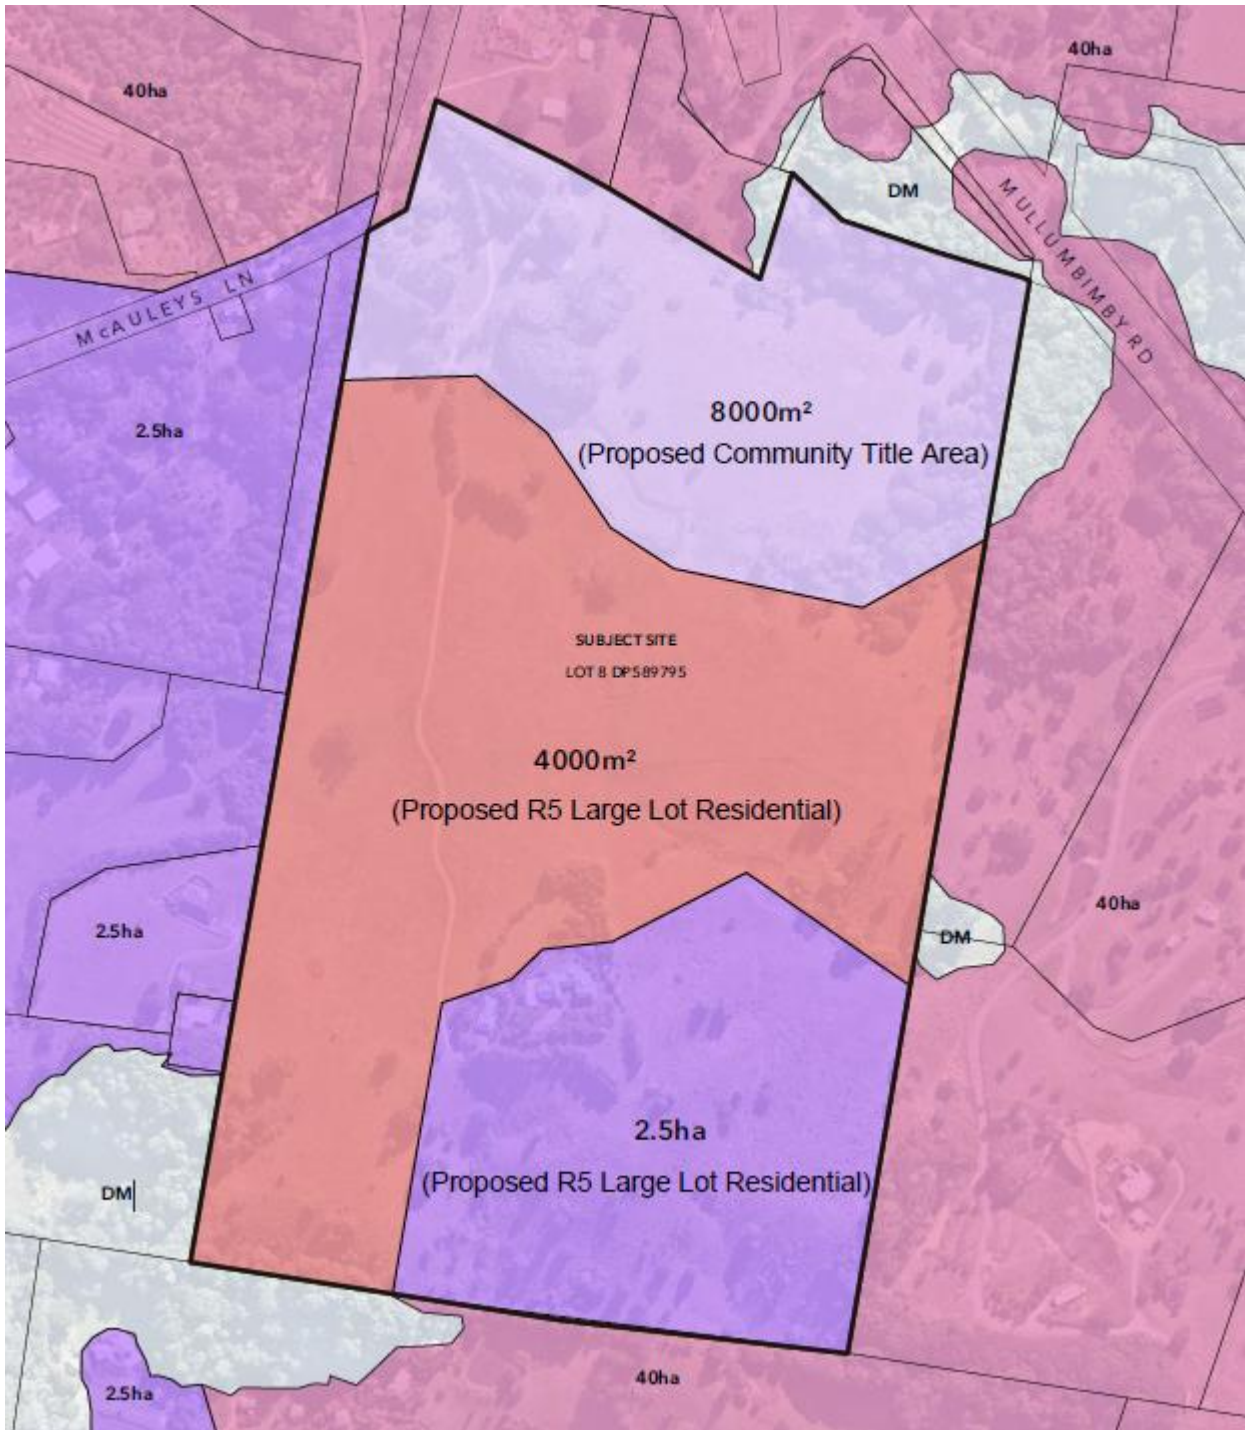 40ha
40ha
DM
MULLUMBIMBY RD
McAULEYS LN
8000m²
(Proposed Community Title Area)
2.5ha
SUBJECT SITE
LOT 8 DP589795
4000m²
(Proposed R5 Large Lot Residential)
40ha
2.5ha
DM
2.5ha
(Proposed R5 Large Lot Residential)
DM
40ha
2.5ha